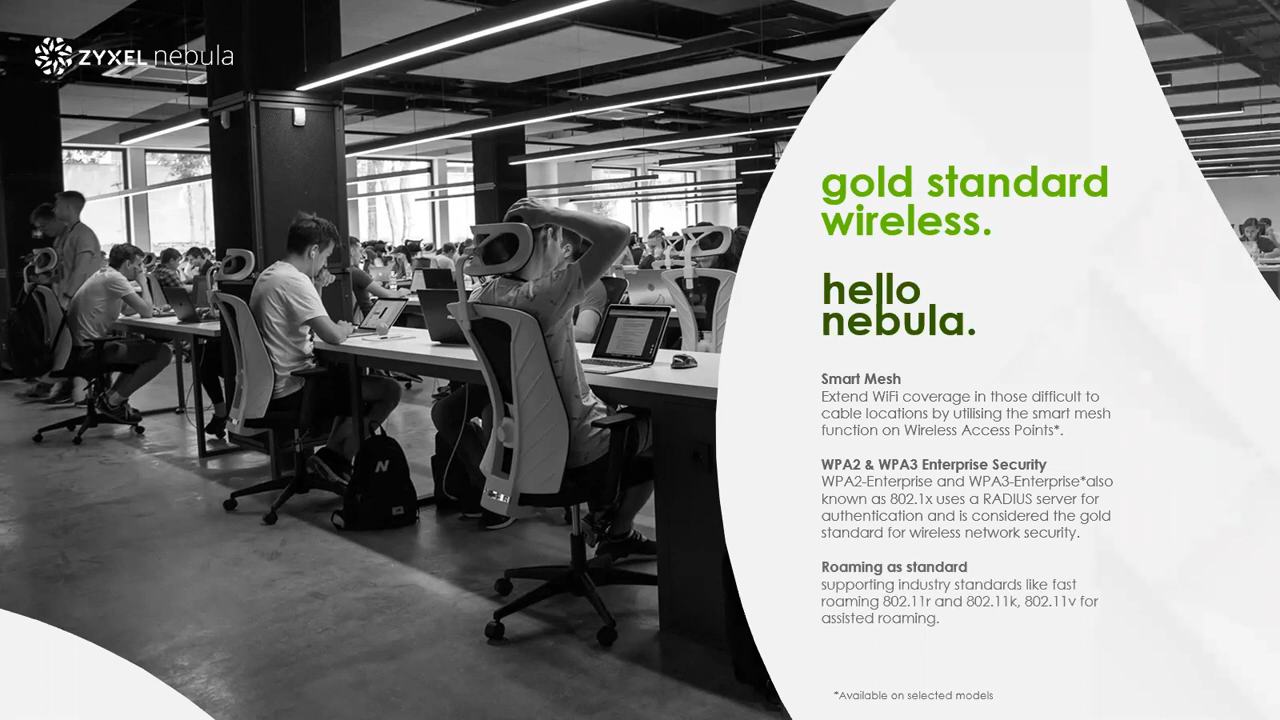 ZYXEL nebula
gold standard
wireless.
hello
nebula.
Smart Mesh
Extend WiFi coverage in those difficult to
cable locations by utilising the smart mesh
function on Wireless Access Points*.
WPA2 & WPA3 Enterprise Security
WPA2-Enterprise and WPA3-Enterprise*also
known as 802.1x uses a RADIUS server for
authentication and is considered the gold
standard for wireless network security.
Roaming as standard
supporting industry standards like fast
roaming 802.11r and 802.11k, 802.11v for
assisted roaming.
*Available on selected models
N